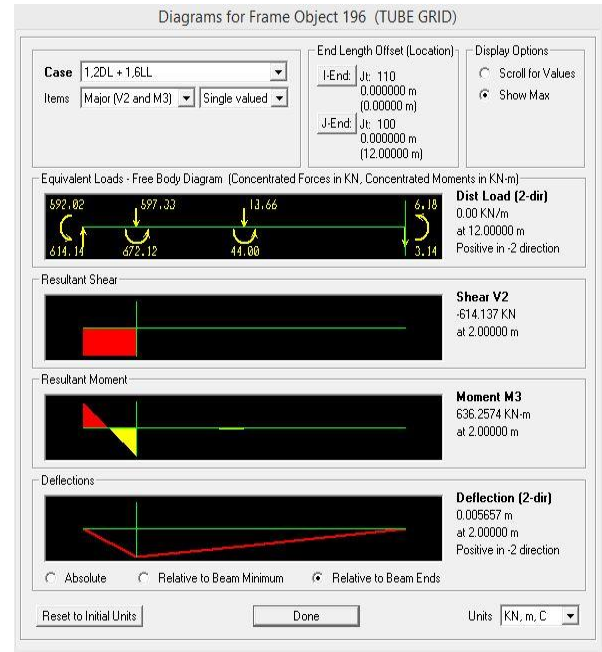 Diagrams for Frame Object 196 (TUBE GRID)
Case 1,2DL + 1,6LL
Items Major (V2 and M3) Single valued
End Length Offset (Location)
I-End: Jt: 110
0.000000 m
(0.00000 m)
J-End: Jt: 100
0.000000 m
(12.00000 m)
Display Options
Scroll for Values
Show Max
Equivalent Loads - Free Body Diagram (Concentrated Forces in KN, Concentrated Moments in KN-m)
592.02 597.33 13.66 6.18
614.14 672.12 44.00 3.14
Dist Load (2-dir)
0.00 KN/m
at 12.00000 m
Positive in -2 direction
Resultant Shear
Shear V2
-614.137 KN
at 2.00000 m
Resultant Moment
Moment M3
636.2574 KN-m
at 2.00000 m
Deflections
Deflection (2-dir)
0.005657 m
at 2.00000 m
Positive in -2 direction
Absolute Relative to Beam Minimum Relative to Beam Ends
Reset to Initial Units Done Units KN, m, C